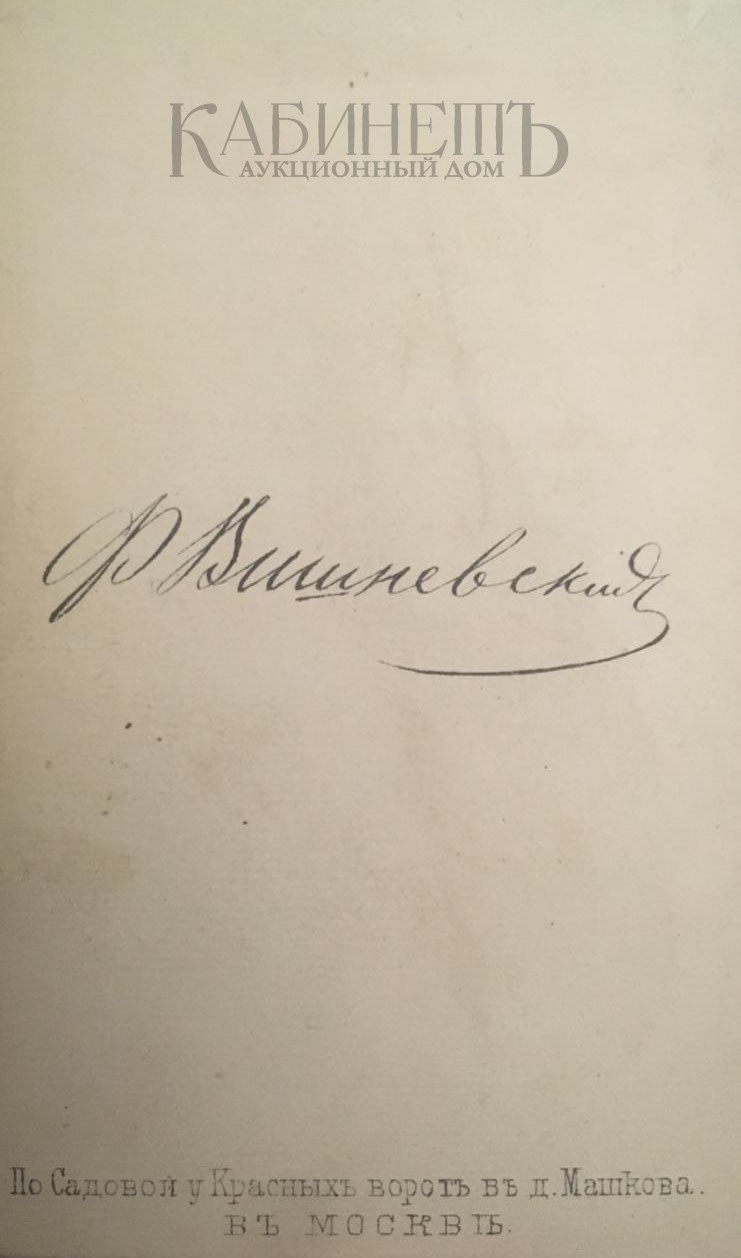 КАБИНЕТЪ
АУКЦИОННЫЙ ДОМ
Ф Вишневский
По Садовой у Красныхъ воротъ въ д. Машкова..
ВЪ МОСКВѢ.